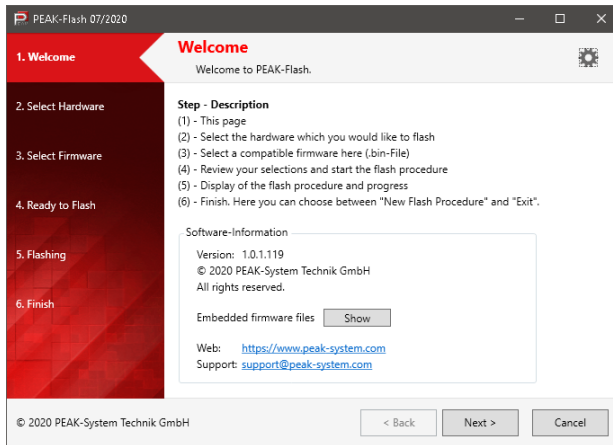 PEAK-Flash 07/2020
1. Welcome
2. Select Hardware
3. Select Firmware
4. Ready to Flash
5. Flashing
6. Finish
Welcome
Welcome to PEAK-Flash.
Step - Description
(1) - This page
(2) - Select the hardware which you would like to flash
(3) - Select a compatible firmware here (.bin-File)
(4) - Review your selections and start the flash procedure
(5) - Display of the flash procedure and progress
(6) - Finish. Here you can choose between "New Flash Procedure" and "Exit".
Software-Information
Version: 1.0.1.119
© 2020 PEAK-System Technik GmbH
All rights reserved.
Embedded firmware files Show
Web: https://www.peak-system.com
Support: support@peak-system.com
© 2020 PEAK-System Technik GmbH
< Back Next > Cancel